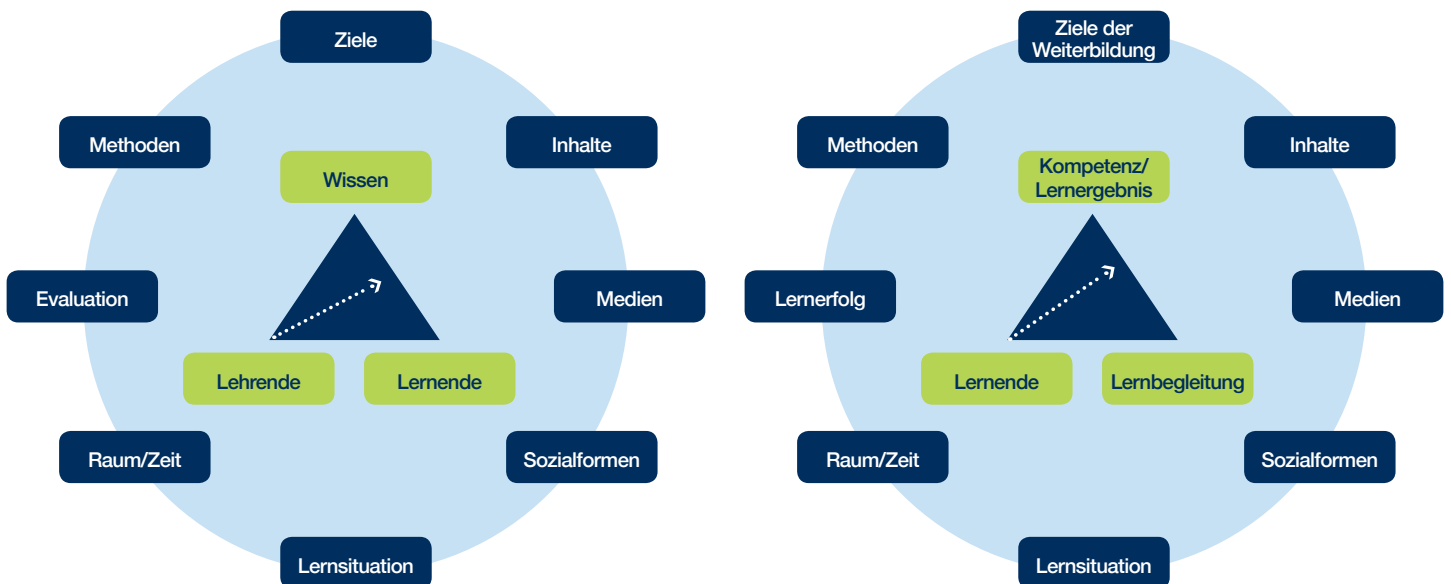 Ziele
Methoden
Inhalte
Wissen
Evaluation
Medien
Lehrende
Lernende
Raum/Zeit
Sozialformen
Lernsituation
Ziele der
Weiterbildung
Methoden
Inhalte
Kompetenz/
Lernergebnis
Lernerfolg
Medien
Lernende
Lernbegleitung
Raum/Zeit
Sozialformen
Lernsituation